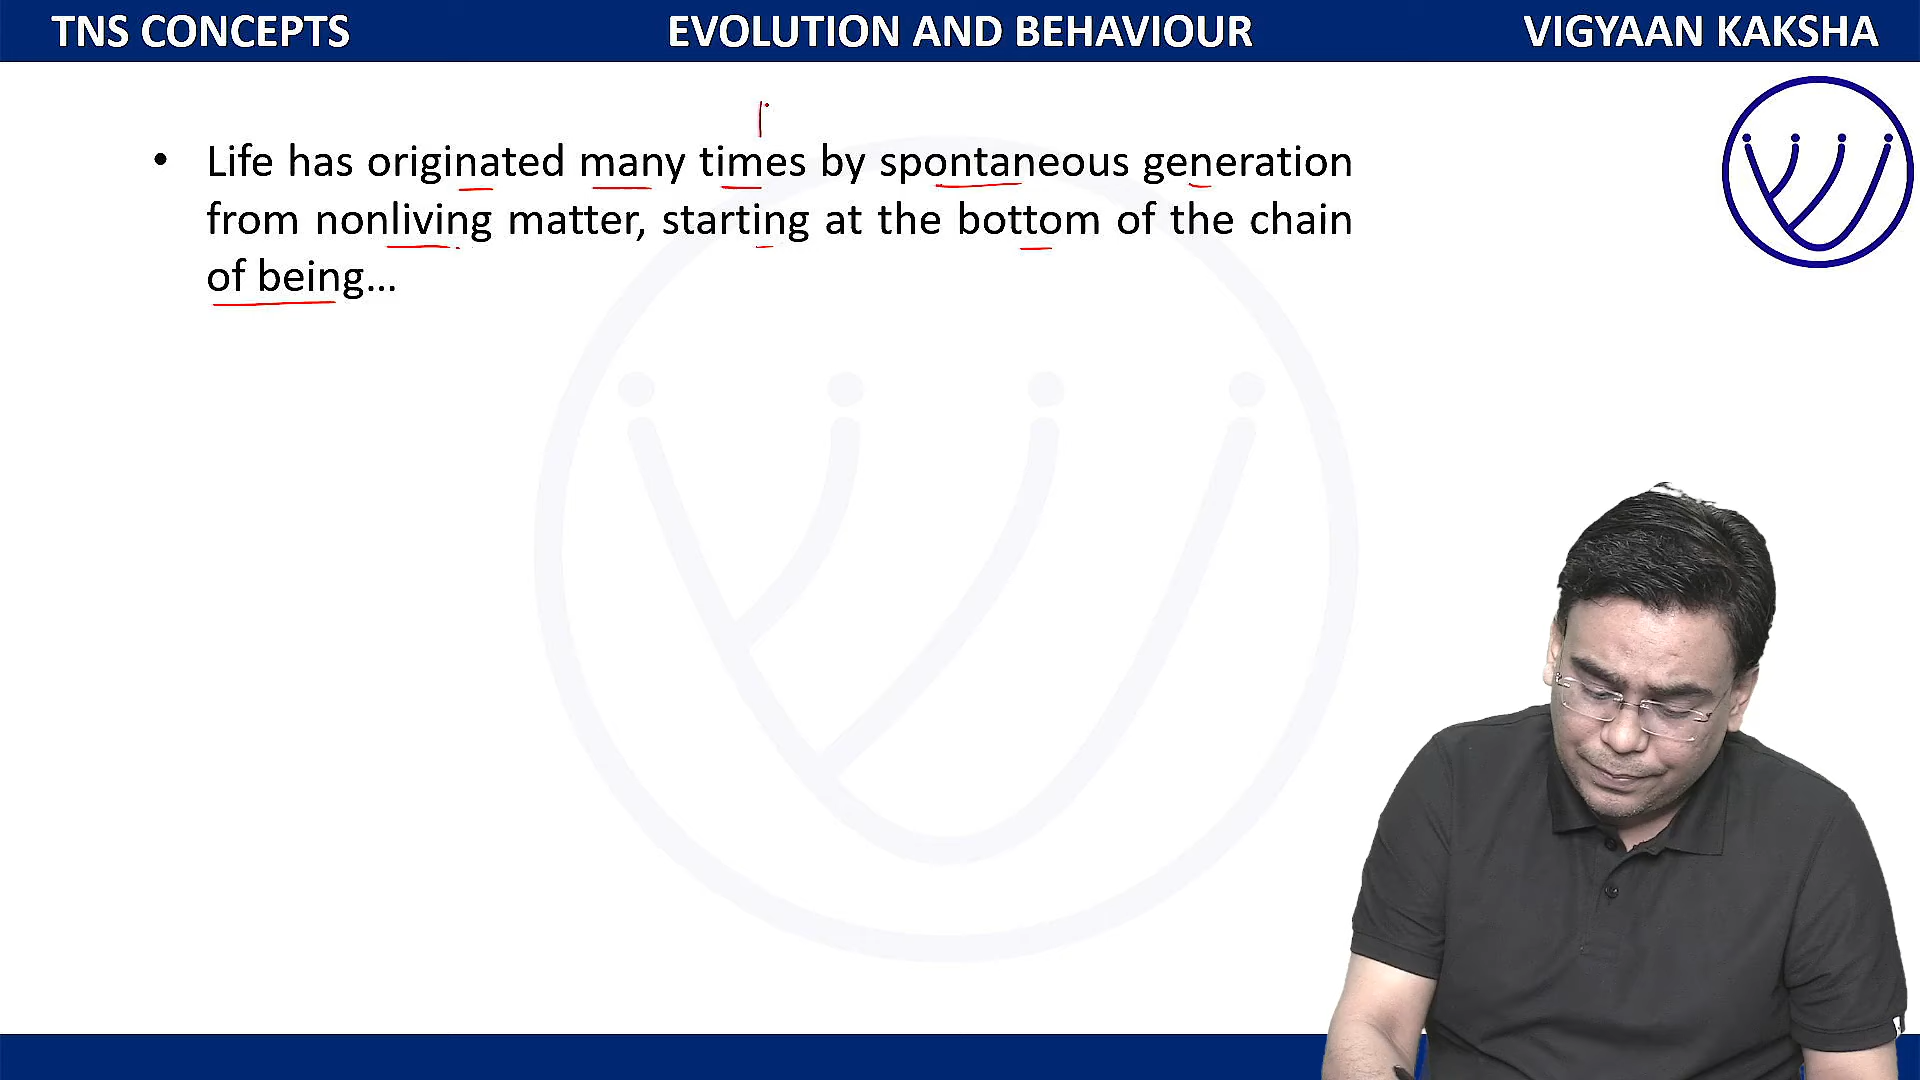 TNS CONCEPTS EVOLUTION AND BEHAVIOUR VIGYAAN KAKSHA
• Life has originated many times by spontaneous generation
from nonliving matter, starting at the bottom of the chain
of being...